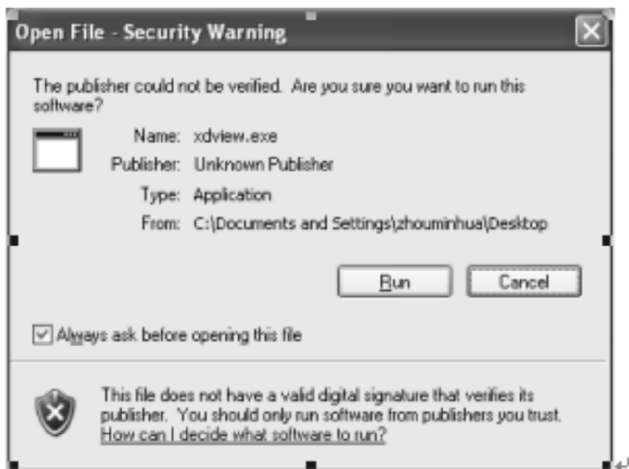 Open File - Security Warning
The publisher could not be verified. Are you sure you want to run this
software?
Name: xdview.exe
Publisher: Unknown Publisher
Type: Application
From: C:\Documents and Settings\zhouminhua\Desktop
Run Cancel
Always ask before opening this file
This file does not have a valid digital signature that verifies its
publisher. You should only run software from publishers you trust.
How can I decide what software to run?